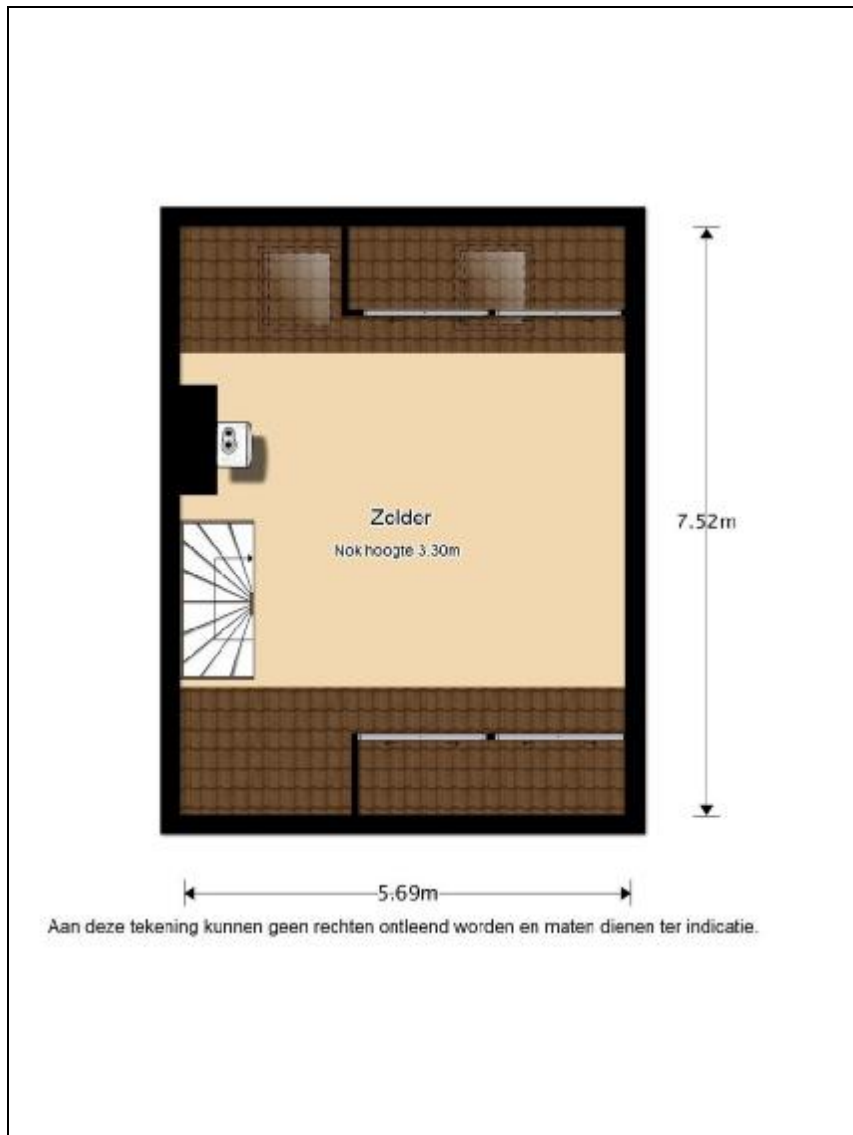 Zolder
Nok hoogte 3.30m
7.52m
5.69m
Aan deze tekening kunnen geen rechten ontleend worden en maten dienen ter indicatie.